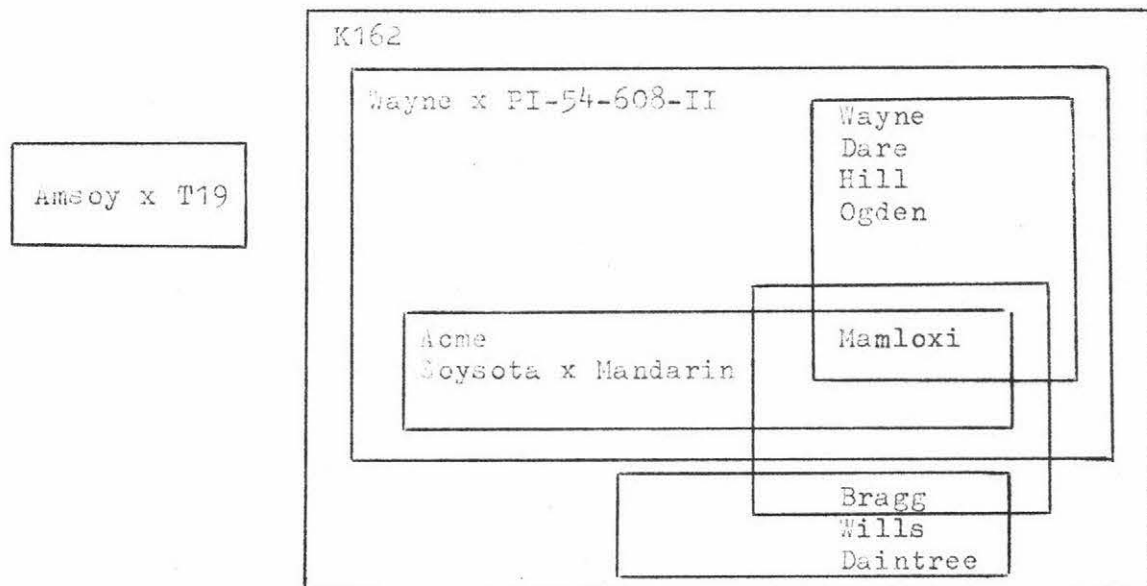 K162
Wayne x PI-54-608-II
Wayne
Dare
Hill
Ogden
Amsoy x T19
Acme
Soysota x Mandarin
Mamloxi
Bragg
Wills
Daintree